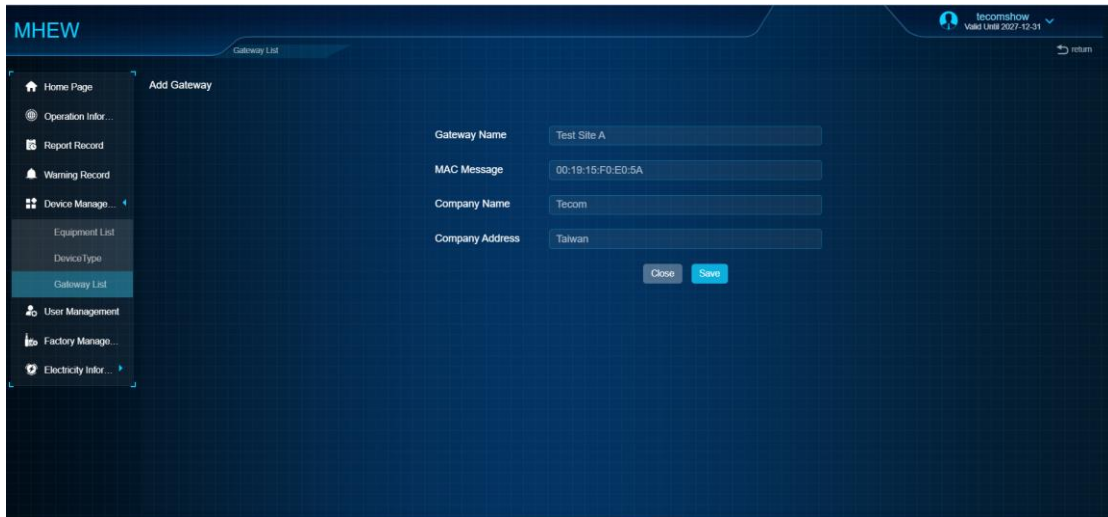 MHEW
tecomshow
Valid Until 2027-12-31
Gateway List
return
Home Page
Operation Infor...
Report Record
Warning Record
Device Manage...
Equipment List
DeviceType
Gateway List
User Management
Factory Manage...
Electricity Infor...
Add Gateway
Gateway Name Test Site A
MAC Message 00:19:15:F0:E0:5A
Company Name Tecom
Company Address Taiwan
Close Save